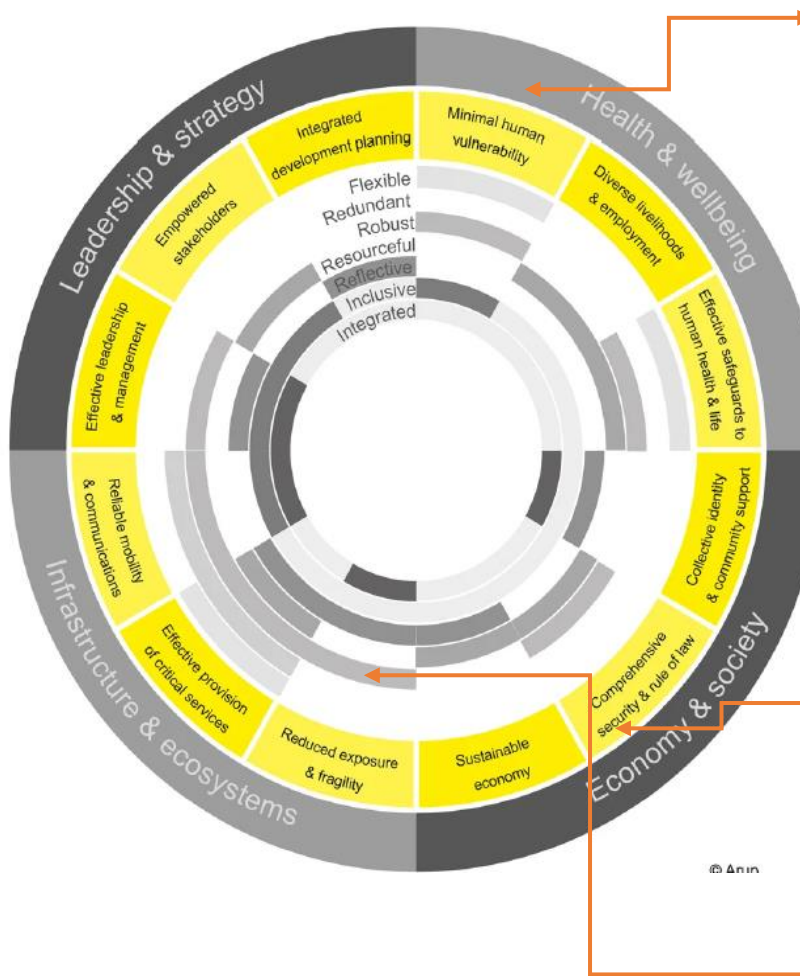 Leadership & strategy
Health & wellbeing
Economy & society
Infrastructure & ecosystems
Integrated
development planning
Minimal human
vulnerability
Diverse livelihoods
& employment
Effective safeguards to
human health & life
Collective identity
& community support
Comprehensive
security & rule of law
Sustainable
economy
Reduced exposure
& fragility
Effective provision
of critical services
Reliable mobility
& communications
Effective leadership
& management
Empowered
stakeholders
Flexible
Redundant
Robust
Resourceful
Reflective
Inclusive
Integrated
© Arup